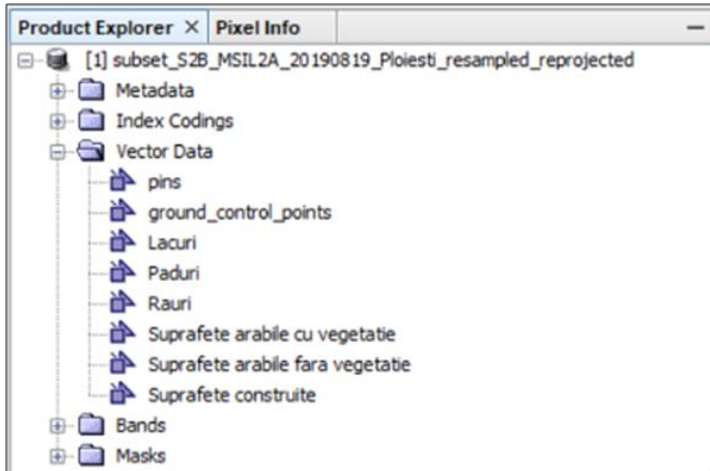 Product Explorer × Pixel Info
[1] subset_S2B_MSIL2A_20190819_Ploiesti_resampled_reprojected
Metadata
Index Codings
Vector Data
pins
ground_control_points
Lacuri
Paduri
Rauri
Suprafete arabile cu vegetatie
Suprafete arabile fara vegetatie
Suprafete construite
Bands
Masks